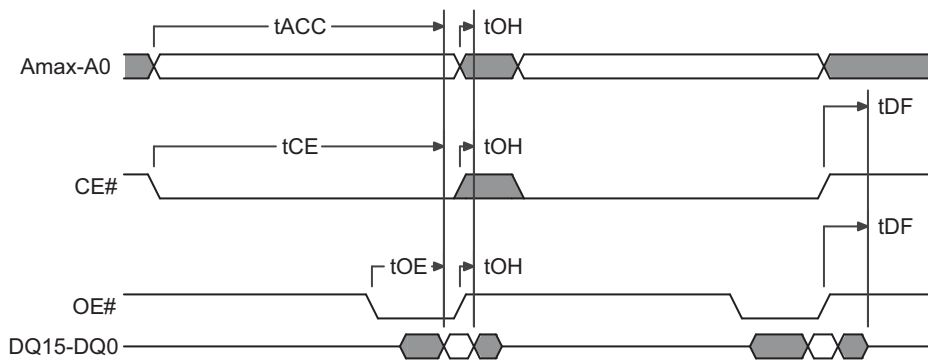 tACC
tOH
Amax-A0
tDF
tCE
tOH
CE#
tDF
tOE
tOH
OE#
DQ15-DQ0